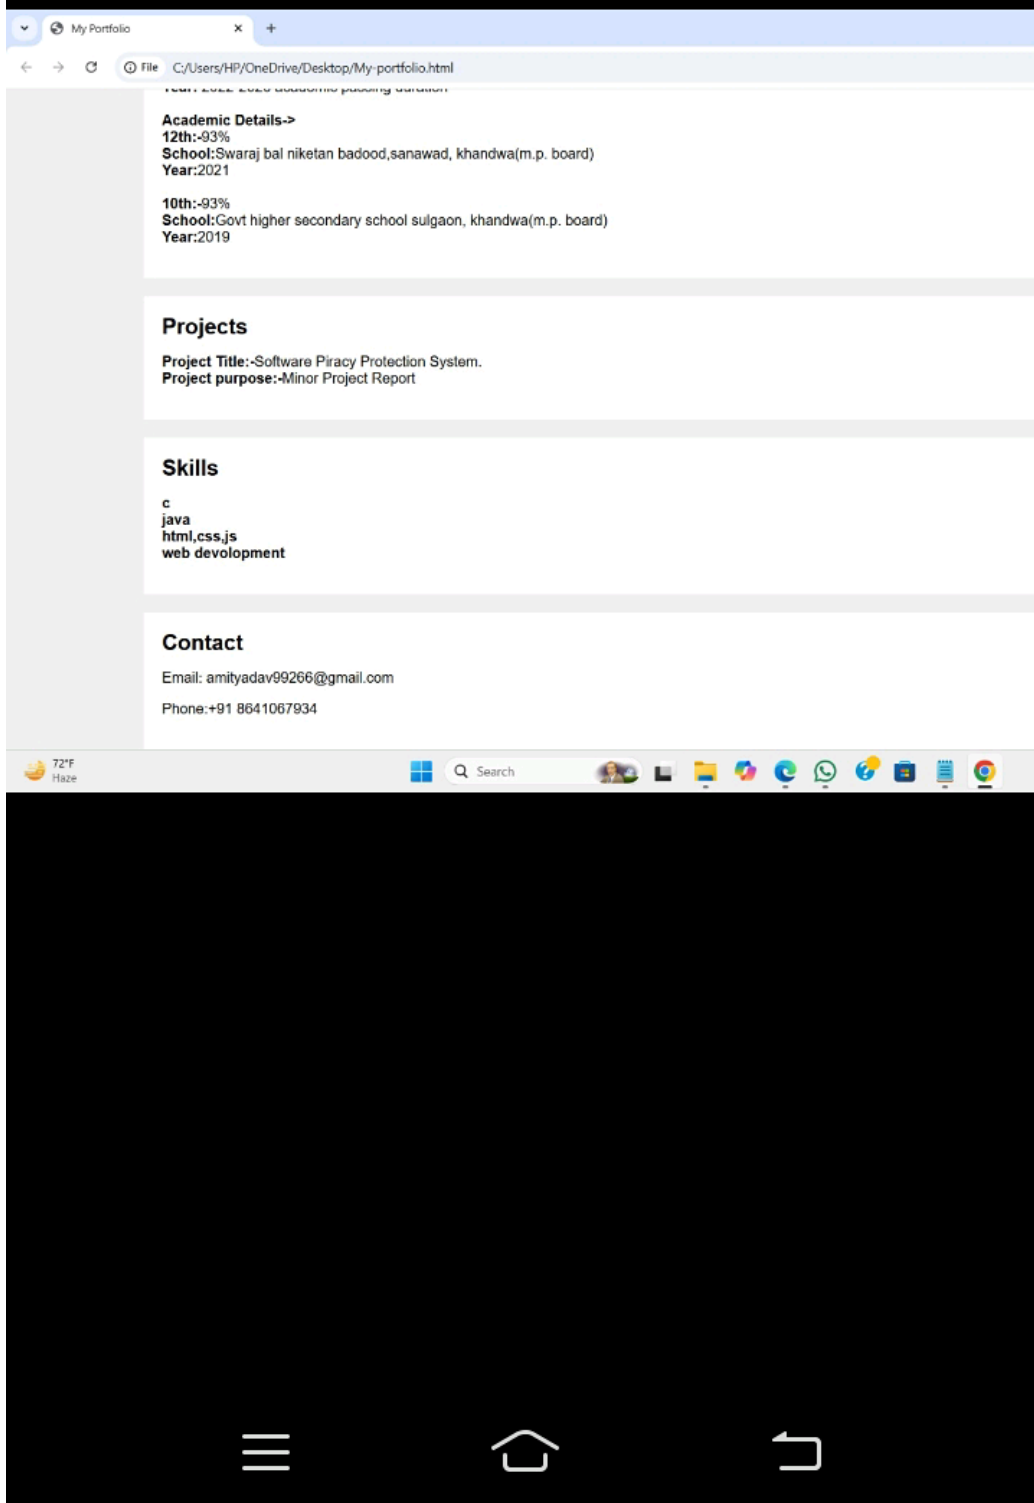 My Portfolio
File C:/Users/HP/OneDrive/Desktop/My-portfolio.html
Academic Details->
12th:-93%
School:Swaraj bal niketan badood,sanawad, khandwa(m.p. board)
Year:2021
10th:-93%
School:Govt higher secondary school sulgaon, khandwa(m.p. board)
Year:2019
Projects
Project Title:-Software Piracy Protection System.
Project purpose:-Minor Project Report
Skills
c
java
html,css,js
web devolopment
Contact
Email: amityadav99266@gmail.com
Phone:+91 8641067934
72°F
Haze
Search